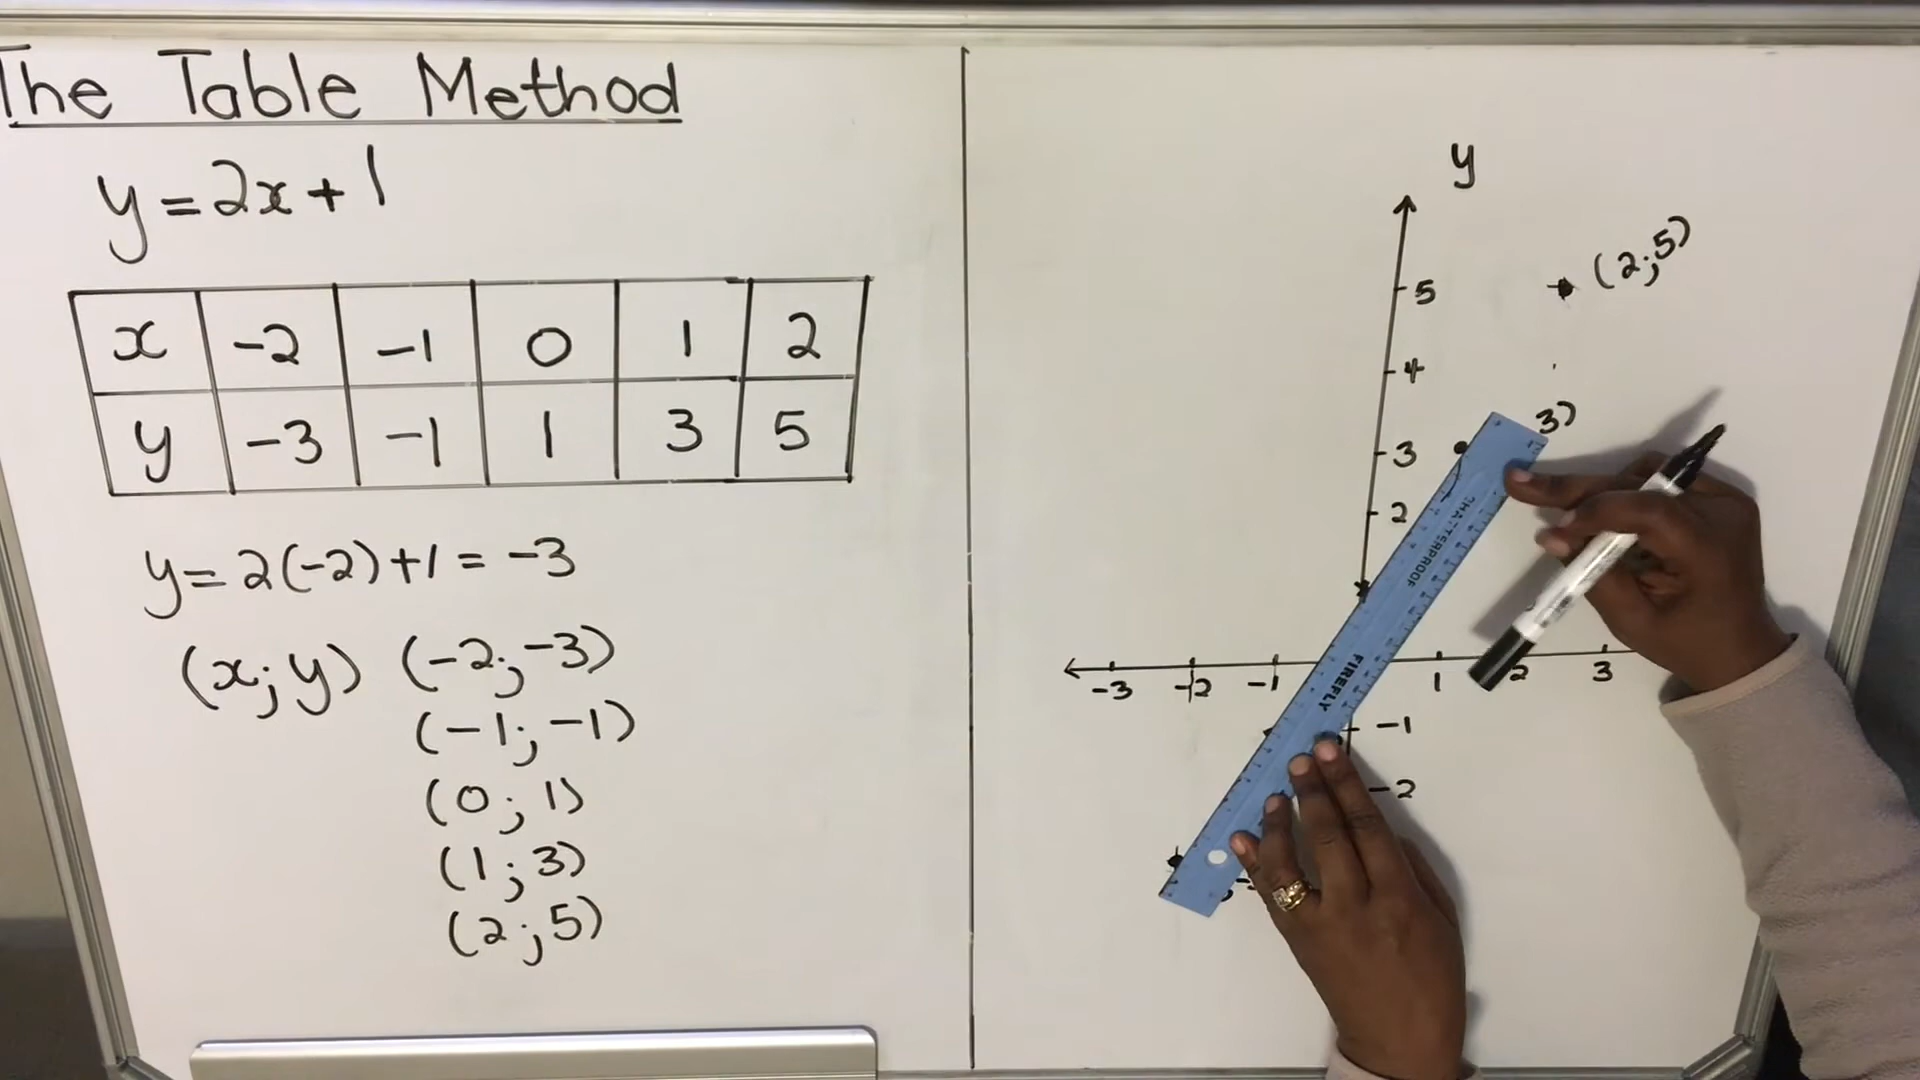 The Table Method
y = 2x + 1
x -2 -1 0 1 2
y -3 -1 1 3 5
y = 2(-2) + 1 = -3
(x; y) (-2; -3)
(-1; -1)
(0; 1)
(1; 3)
(2; 5)
y
(2; 5)
5
4
3)
3
2
-3 -2 -1 1 2 3
-1
-2
SHATTERPROOF
FIREFLY